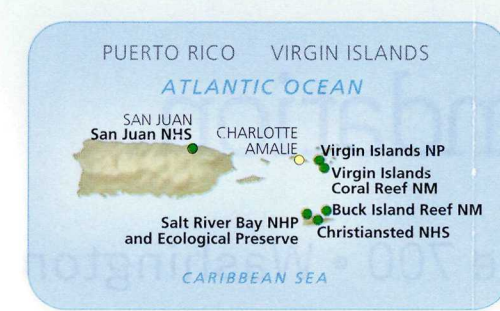 PUERTO RICO VIRGIN ISLANDS
ATLANTIC OCEAN
SAN JUAN
San Juan NHS
CHARLOTTE
AMALIE
Virgin Islands NP
Virgin Islands
Coral Reef NM
Buck Island Reef NM
Salt River Bay NHP
and Ecological Preserve
Christiansted NHS
CARIBBEAN SEA